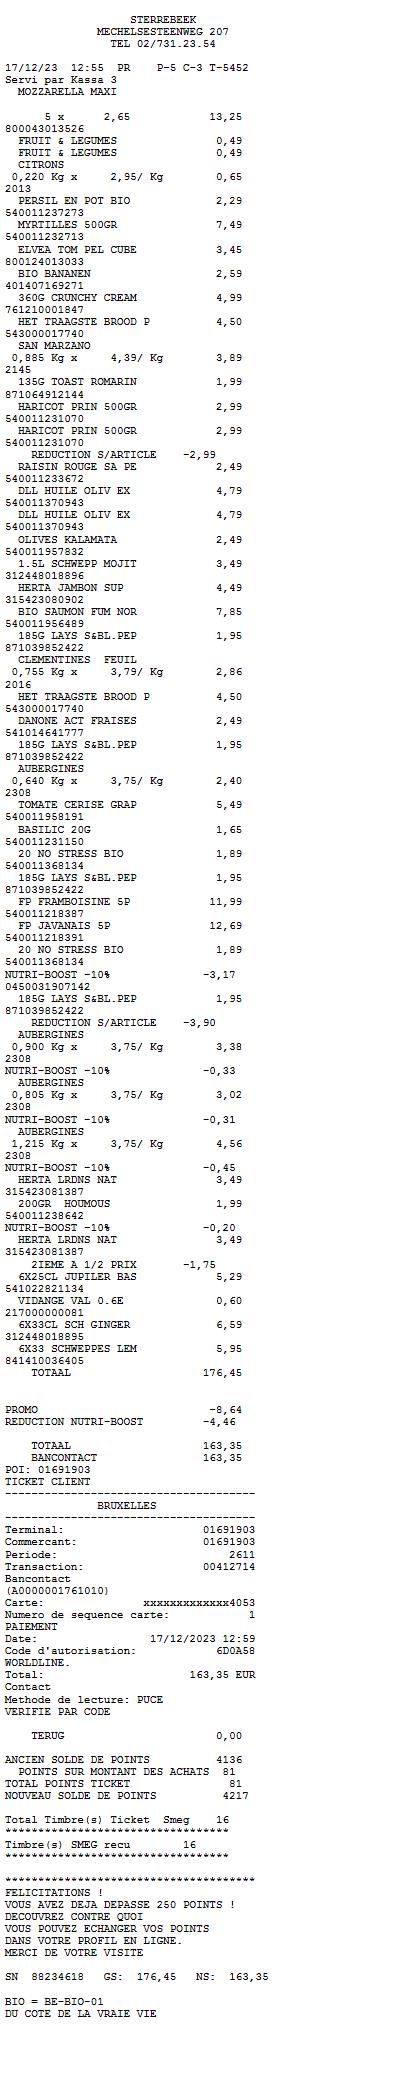 STERREBEEK
MECHELSESTEENWEG 207
TEL 02/731.23.54
17/12/23 12:55 PR P-5 C-3 T-5452
Servi par Kassa 3
MOZZARELLA MAXI
5 x 2,65 13,25
800043013526
FRUIT & LEGUMES 0,49
FRUIT & LEGUMES 0,49
CITRONS
0,220 Kg x 2,95/ Kg 0,65
2013
PERSIL EN POT BIO 2,29
540011237273
MYRTILLES 500GR 7,49
540011232713
ELVEA TOM PEL CUBE 3,45
800124013033
BIO BANANEN 2,59
401407169271
360G CRUNCHY CREAM 4,99
761210001847
HET TRAAGSTE BROOD P 4,50
543000017740
SAN MARZANO
0,885 Kg x 4,39/ Kg 3,89
2145
135G TOAST ROMARIN 1,99
871064912144
HARICOT PRIN 500GR 2,99
540011231070
HARICOT PRIN 500GR 2,99
540011231070
REDUCTION S/ARTICLE -2,99
RAISIN ROUGE SA PE 2,49
540011233672
DLL HUILE OLIV EX 4,79
540011370943
DLL HUILE OLIV EX 4,79
540011370943
OLIVES KALAMATA 2,49
540011957832
1.5L SCHWEPP MOJIT 3,49
312448018896
HERTA JAMBON SUP 4,49
315423080902
BIO SAUMON FUM NOR 7,85
540011956489
185G LAYS S&BL.PEP 1,95
871039852422
CLEMENTINES FEUIL
0,755 Kg x 3,79/ Kg 2,86
2016
HET TRAAGSTE BROOD P 4,50
543000017740
DANONE ACT FRAISES 2,49
541014641777
185G LAYS S&BL.PEP 1,95
871039852422
AUBERGINES
0,640 Kg x 3,75/ Kg 2,40
2308
TOMATE CERISE GRAP 5,49
540011958191
BASILIC 20G 1,65
540011231150
20 NO STRESS BIO 1,89
540011368134
185G LAYS S&BL.PEP 1,95
871039852422
FP FRAMBOISINE 5P 11,99
540011218387
FP JAVANAIS 5P 12,69
540011218391
20 NO STRESS BIO 1,89
540011368134
NUTRI-BOOST -10% -3,17
0450031907142
185G LAYS S&BL.PEP 1,95
871039852422
REDUCTION S/ARTICLE -3,90
AUBERGINES
0,900 Kg x 3,75/ Kg 3,38
2308
NUTRI-BOOST -10% -0,33
AUBERGINES
0,805 Kg x 3,75/ Kg 3,02
2308
NUTRI-BOOST -10% -0,31
AUBERGINES
1,215 Kg x 3,75/ Kg 4,56
2308
NUTRI-BOOST -10% -0,45
HERTA LRDNS NAT 3,49
315423081387
200GR HOUMOUS 1,99
540011238642
NUTRI-BOOST -10% -0,20
HERTA LRDNS NAT 3,49
315423081387
2IEME A 1/2 PRIX -1,75
6X25CL JUPILER BAS 5,29
541022821134
VIDANGE VAL 0.6E 0,60
217000000081
6X33CL SCH GINGER 6,59
312448018895
6X33 SCHWEPPES LEM 5,95
841410036405
TOTAAL 176,45
PROMO -8,64
REDUCTION NUTRI-BOOST -4,46
TOTAAL 163,35
BANCONTACT 163,35
POI: 01691903
TICKET CLIENT
--------------------------------------
BRUXELLES
--------------------------------------
Terminal: 01691903
Commercant: 01691903
Periode: 2611
Transaction: 00412714
Bancontact
(A0000001761010)
Carte: xxxxxxxxxxxxx4053
Numero de sequence carte: 1
PAIEMENT
Date: 17/12/2023 12:59
Code d'autorisation: 6D0A58
WORLDLINE.
Total: 163,35 EUR
Contact
Methode de lecture: PUCE
VERIFIE PAR CODE
TERUG 0,00
ANCIEN SOLDE DE POINTS 4136
POINTS SUR MONTANT DES ACHATS 81
TOTAL POINTS TICKET 81
NOUVEAU SOLDE DE POINTS 4217
Total Timbre(s) Ticket Smeg 16
**********************************
Timbre(s) SMEG recu 16
**********************************
**************************************
FELICITATIONS !
VOUS AVEZ DEJA DEPASSE 250 POINTS !
DECOUVREZ CONTRE QUOI
VOUS POUVEZ ECHANGER VOS POINTS
DANS VOTRE PROFIL EN LIGNE.
MERCI DE VOTRE VISITE
SN 88234618 GS: 176,45 NS: 163,35
BIO = BE-BIO-01
DU COTE DE LA VRAIE VIE